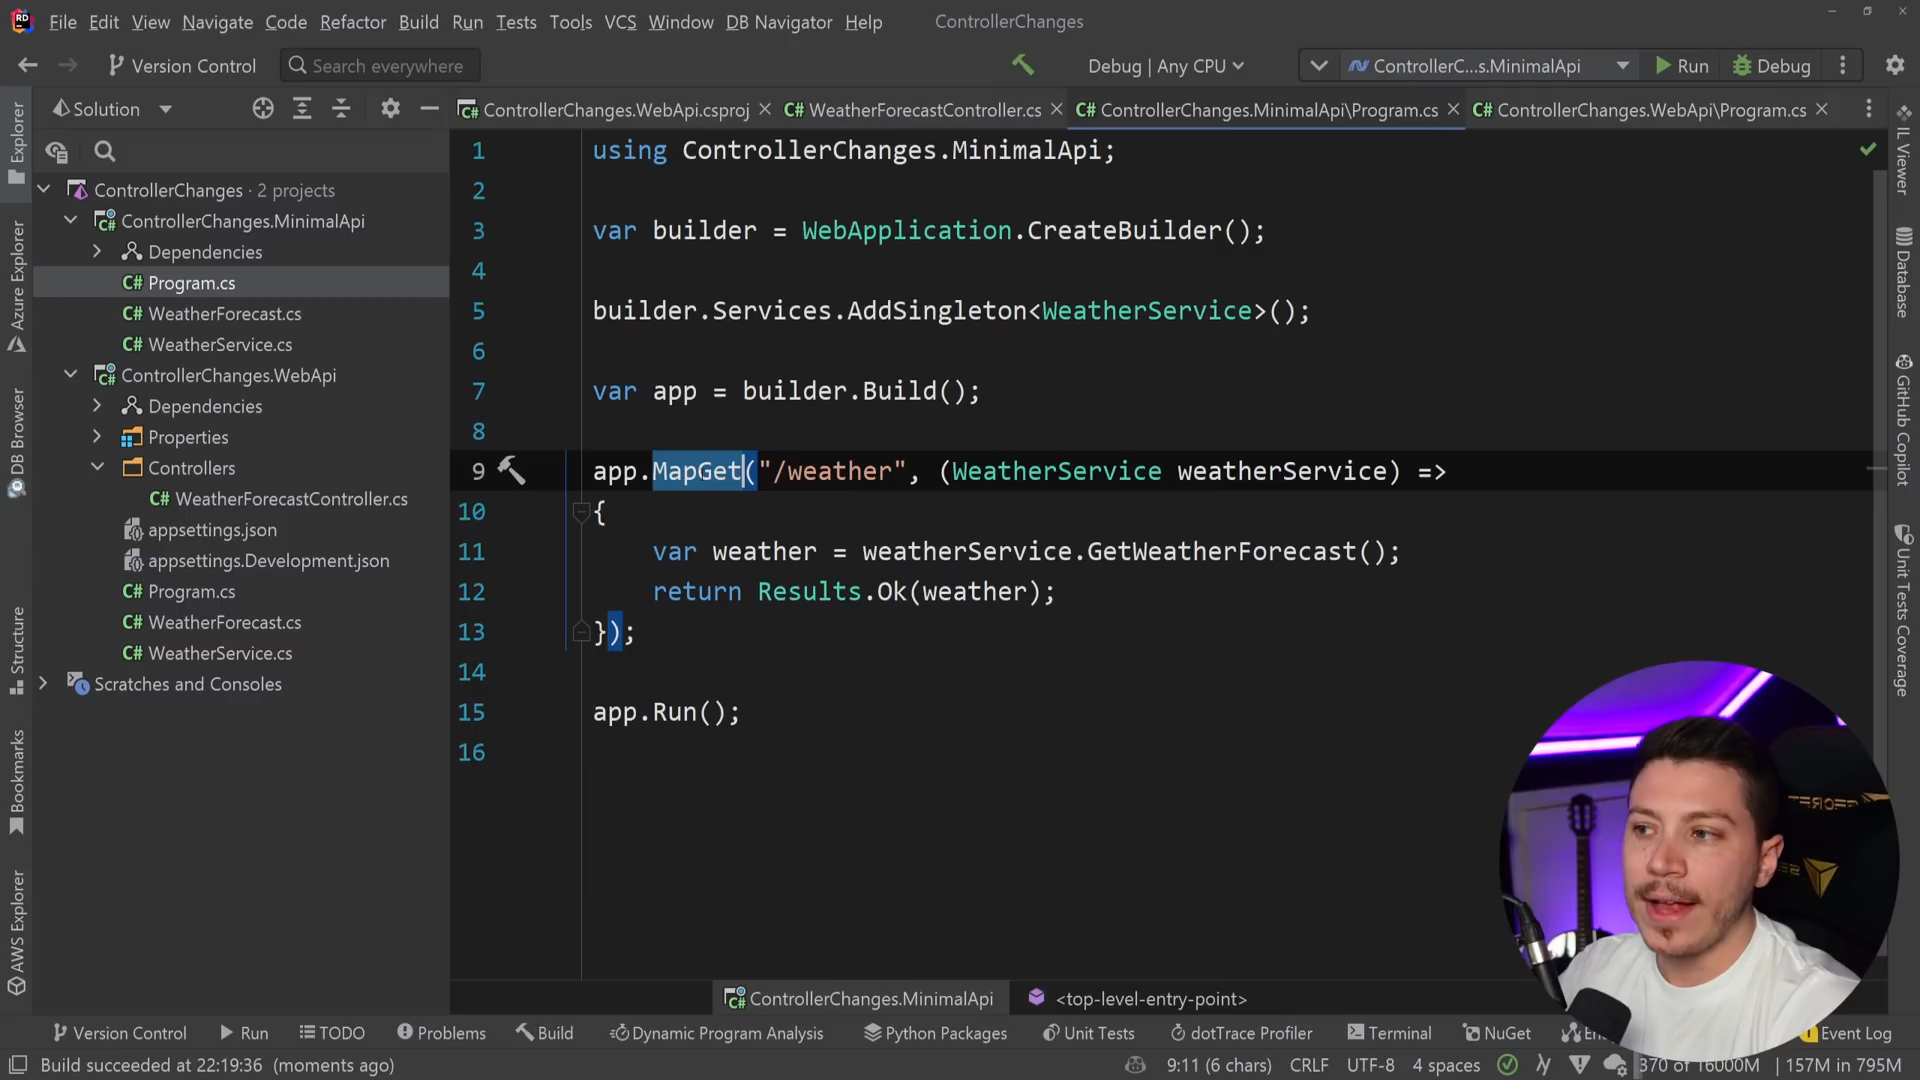 File Edit View Navigate Code Refactor Build Run Tests Tools VCS Window DB Navigator Help ControllerChanges
Version Control Search everywhere Debug | Any CPU ControllerC...s.MinimalApi Run Debug
Solution
ControllerChanges.WebApi.csproj WeatherForecastController.cs ControllerChanges.MinimalApi\Program.cs ControllerChanges.WebApi\Program.cs
Explorer
Azure Explorer
DB Browser
Structure
Bookmarks
AWS Explorer
ControllerChanges · 2 projects
ControllerChanges.MinimalApi
Dependencies
C# Program.cs
C# WeatherForecast.cs
C# WeatherService.cs
ControllerChanges.WebApi
Dependencies
Properties
Controllers
C# WeatherForecastController.cs
appsettings.json
appsettings.Development.json
C# Program.cs
C# WeatherForecast.cs
C# WeatherService.cs
Scratches and Consoles
1 using ControllerChanges.MinimalApi;
2
3 var builder = WebApplication.CreateBuilder();
4
5 builder.Services.AddSingleton<WeatherService>();
6
7 var app = builder.Build();
8
9 app.MapGet("/weather", (WeatherService weatherService) =>
10 {
11 var weather = weatherService.GetWeatherForecast();
12 return Results.Ok(weather);
13 });
14
15 app.Run();
16
IL Viewer
Database
GitHub Copilot
Unit Tests Coverage
ControllerChanges.MinimalApi <top-level-entry-point>
Version Control Run TODO Problems Build Dynamic Program Analysis Python Packages Unit Tests dotTrace Profiler Terminal NuGet Event Log
Build succeeded at 22:19:36 (moments ago) 9:11 (6 chars) CRLF UTF-8 4 spaces 370 of 16000M 157M in 795M